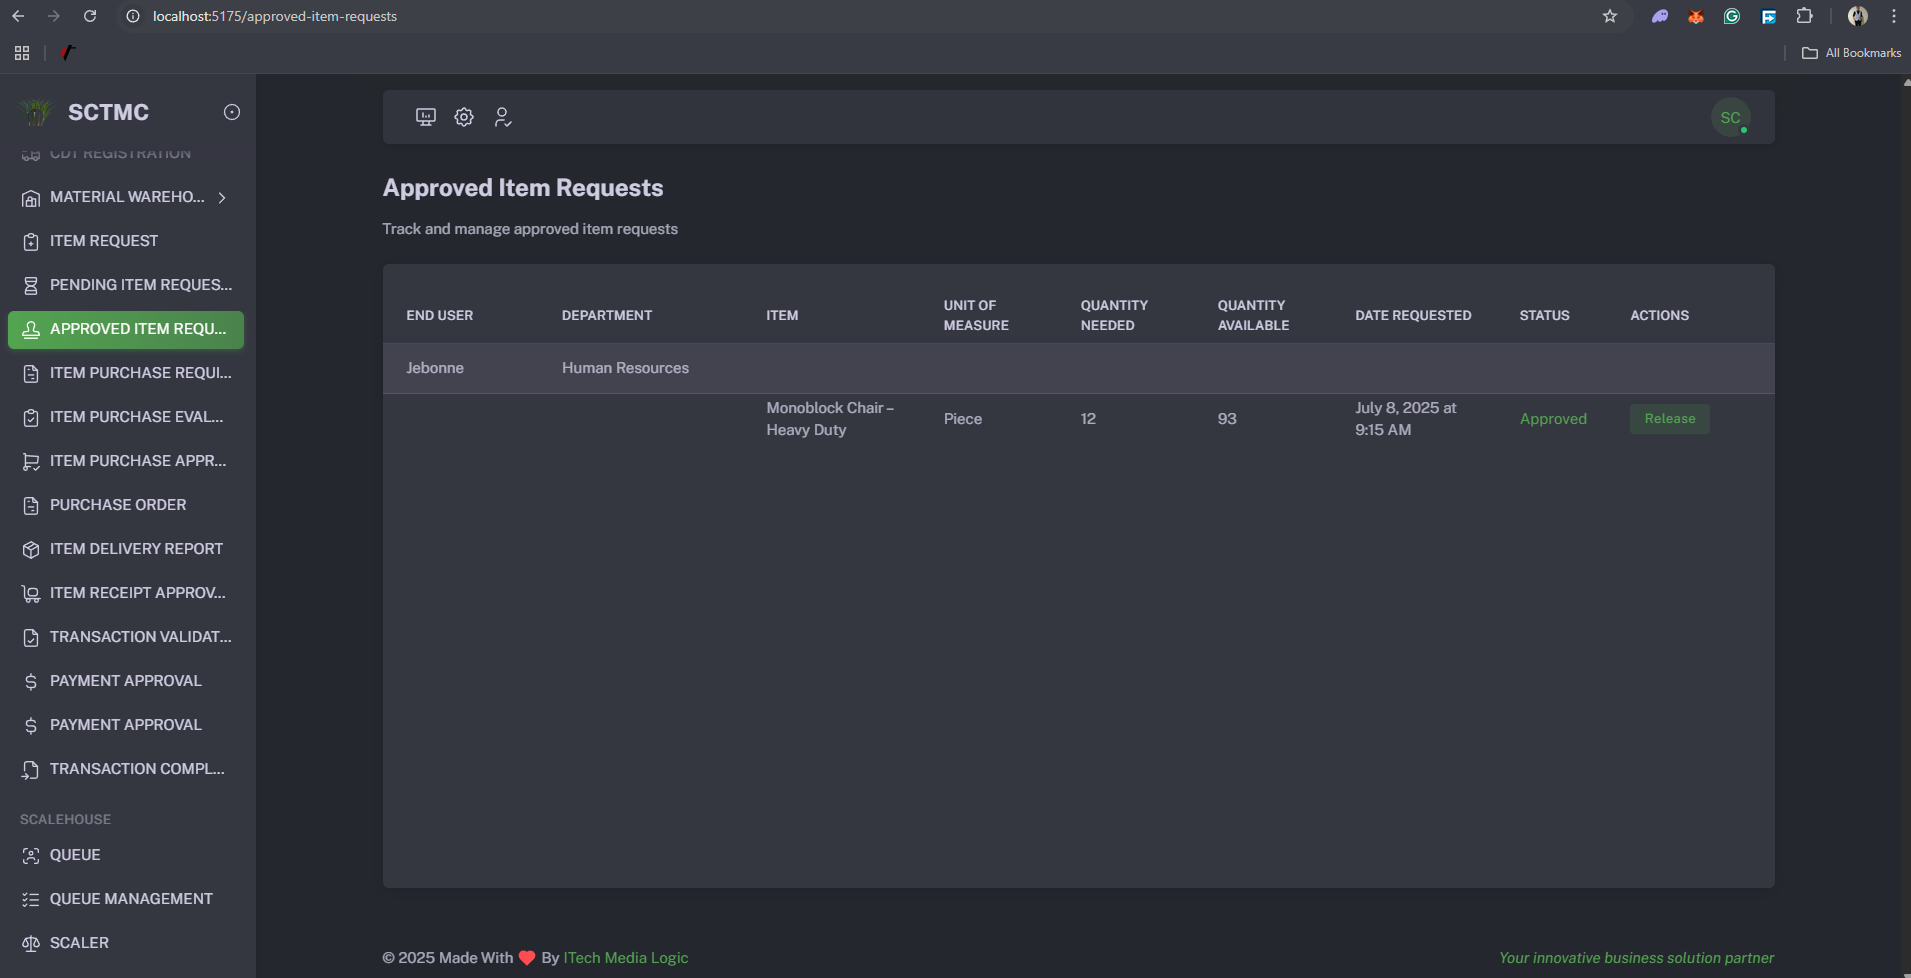 localhost:5175/approved-item-requests
All Bookmarks
SCTMC
CDT REGISTRATION
MATERIAL WAREHO...
ITEM REQUEST
PENDING ITEM REQUES...
APPROVED ITEM REQU...
ITEM PURCHASE REQUI...
ITEM PURCHASE EVAL...
ITEM PURCHASE APPR...
PURCHASE ORDER
ITEM DELIVERY REPORT
ITEM RECEIPT APPROV...
TRANSACTION VALIDAT...
PAYMENT APPROVAL
PAYMENT APPROVAL
TRANSACTION COMPL...
SCALEHOUSE
QUEUE
QUEUE MANAGEMENT
SCALER
SC
Approved Item Requests
Track and manage approved item requests
END USER DEPARTMENT ITEM UNIT OF MEASURE QUANTITY NEEDED QUANTITY AVAILABLE DATE REQUESTED STATUS ACTIONS
Jebonne Human Resources
Monoblock Chair – Heavy Duty Piece 12 93 July 8, 2025 at 9:15 AM Approved Release
© 2025 Made With ❤ By ITech Media Logic
Your innovative business solution partner